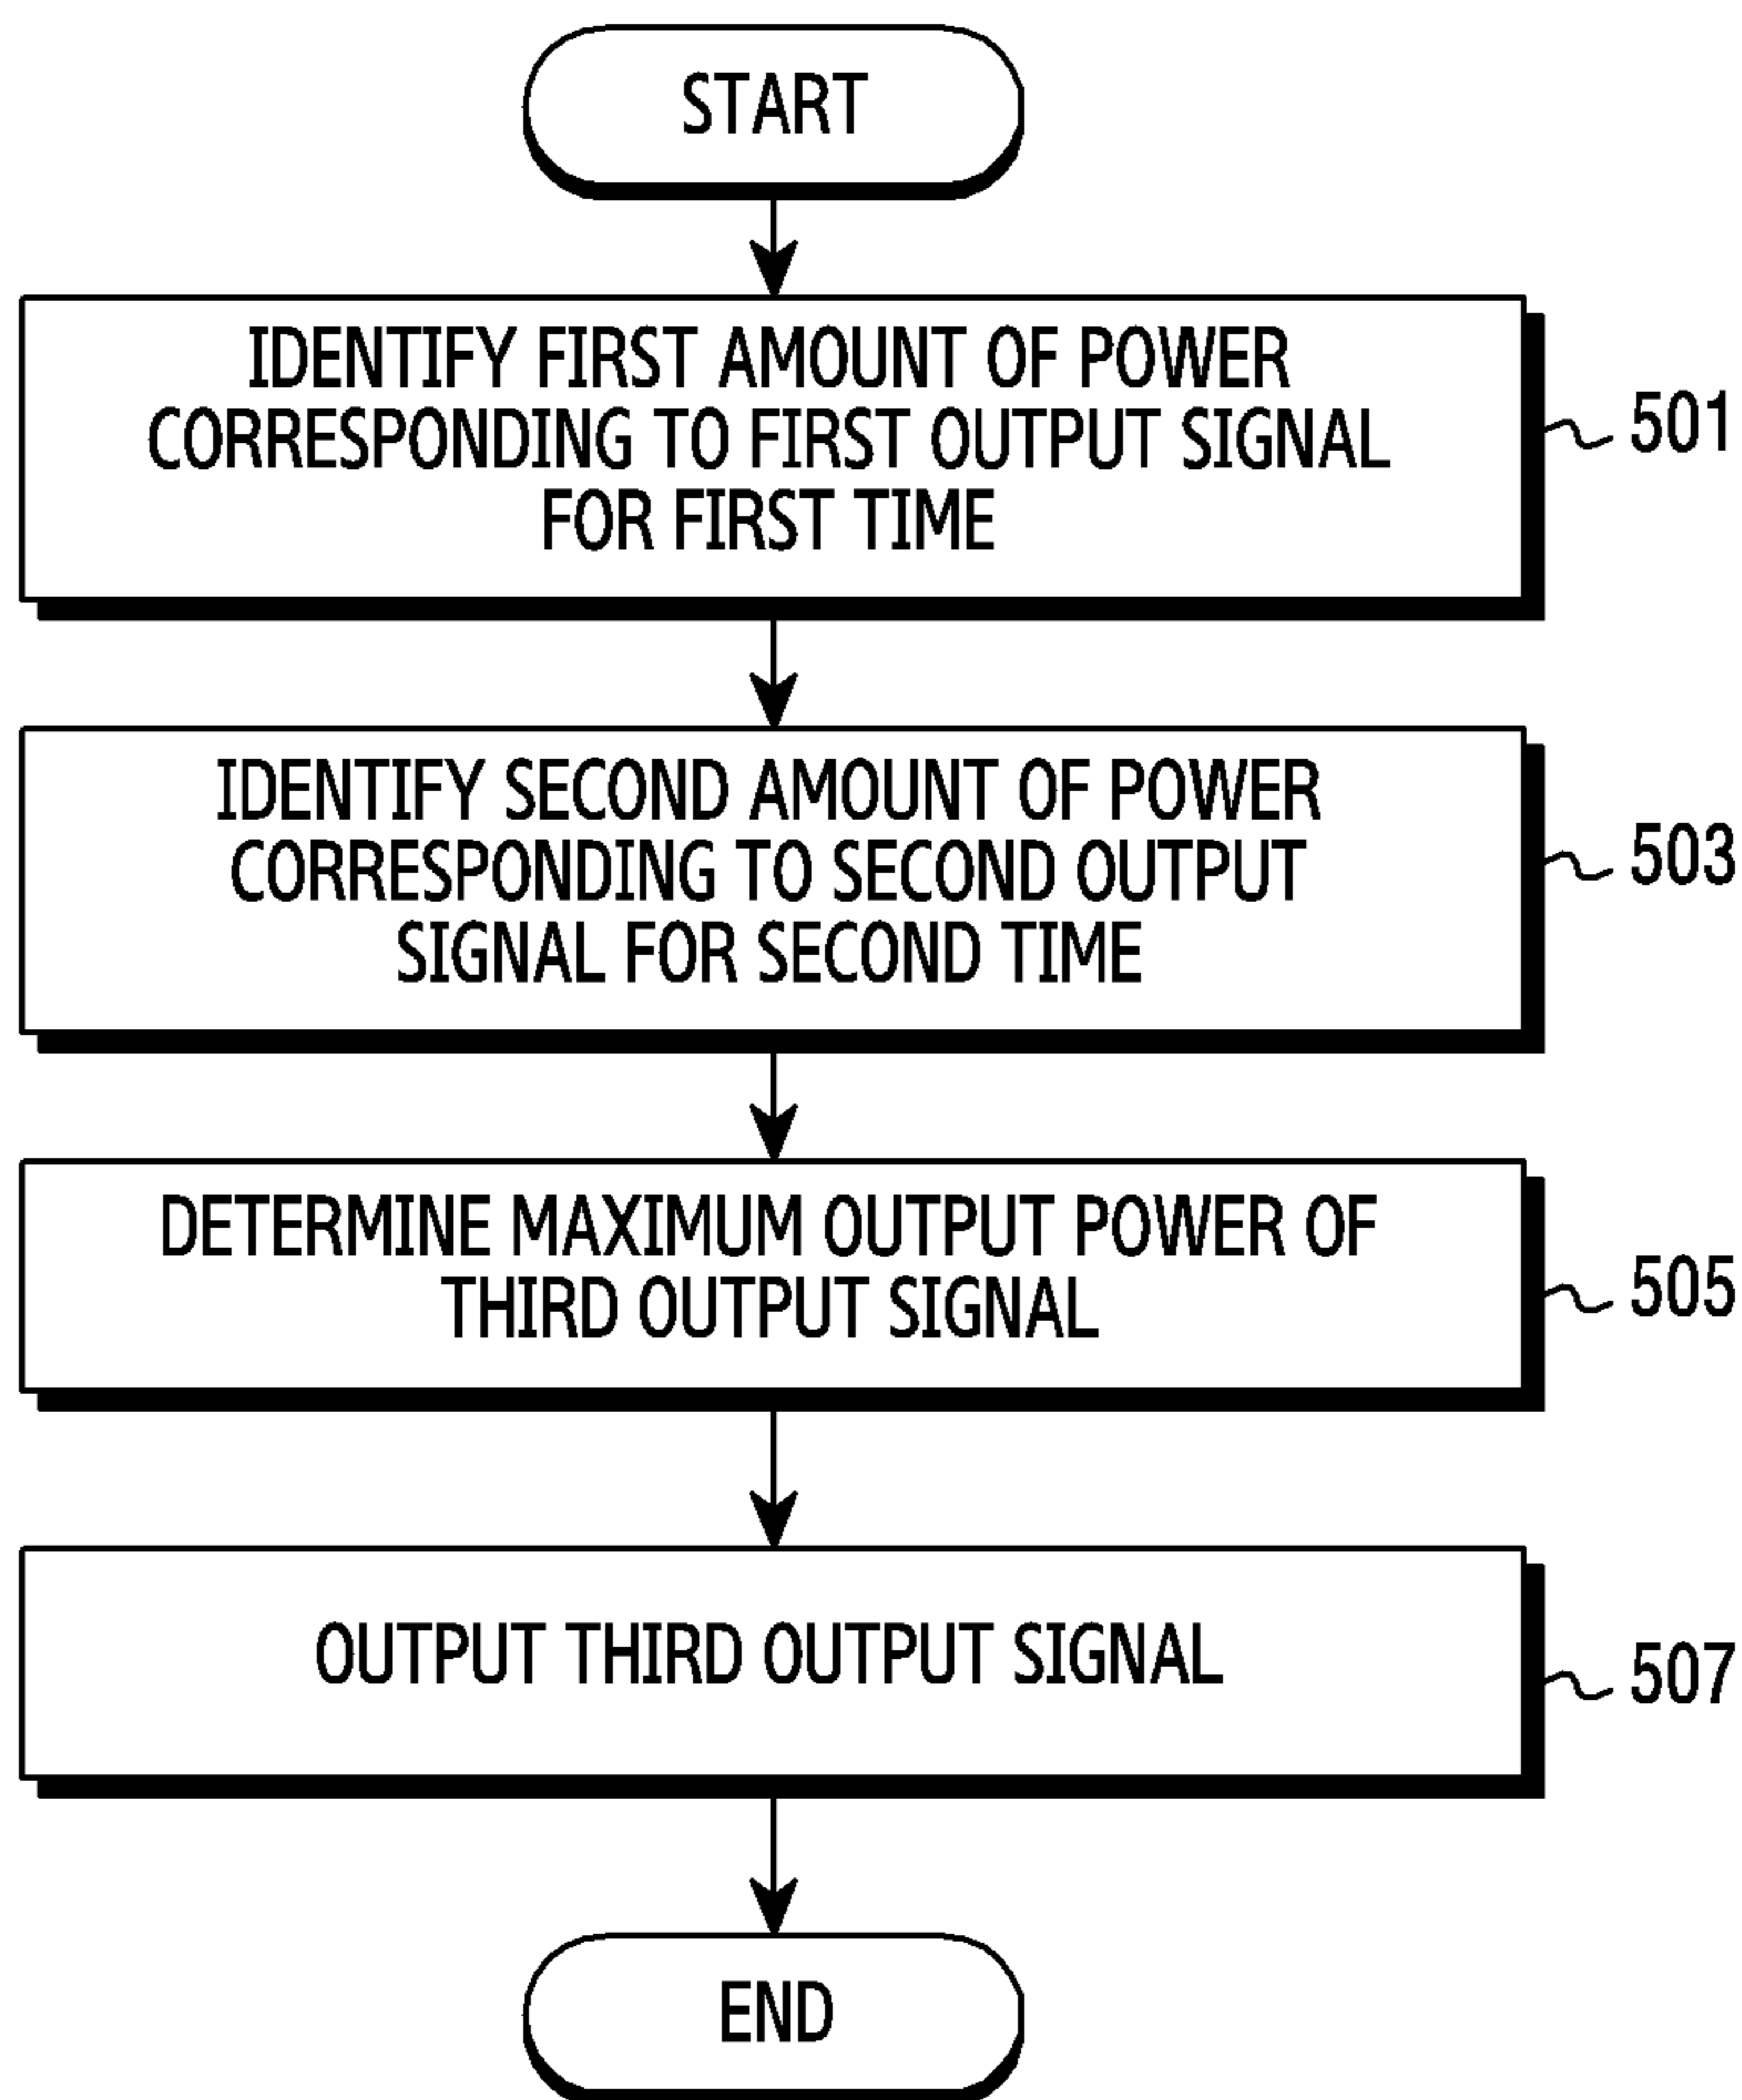 START
IDENTIFY FIRST AMOUNT OF POWER
CORRESPONDING TO FIRST OUTPUT SIGNAL
FOR FIRST TIME
501
IDENTIFY SECOND AMOUNT OF POWER
CORRESPONDING TO SECOND OUTPUT
SIGNAL FOR SECOND TIME
503
DETERMINE MAXIMUM OUTPUT POWER OF
THIRD OUTPUT SIGNAL
505
OUTPUT THIRD OUTPUT SIGNAL
507
END